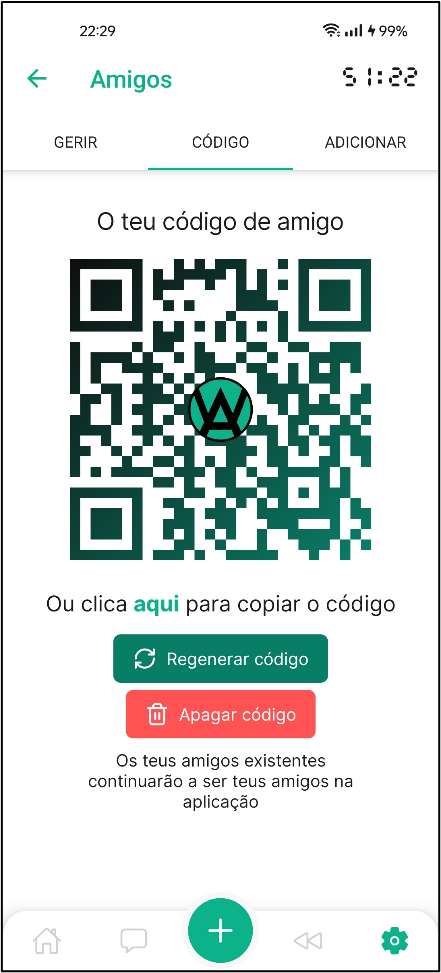 22:29
99%
Amigos
51:22
GERIR
CÓDIGO
ADICIONAR
O teu código de amigo
Ou clica aqui para copiar o código
Regenerar código
Apagar código
Os teus amigos existentes
continuarão a ser teus amigos na
aplicação